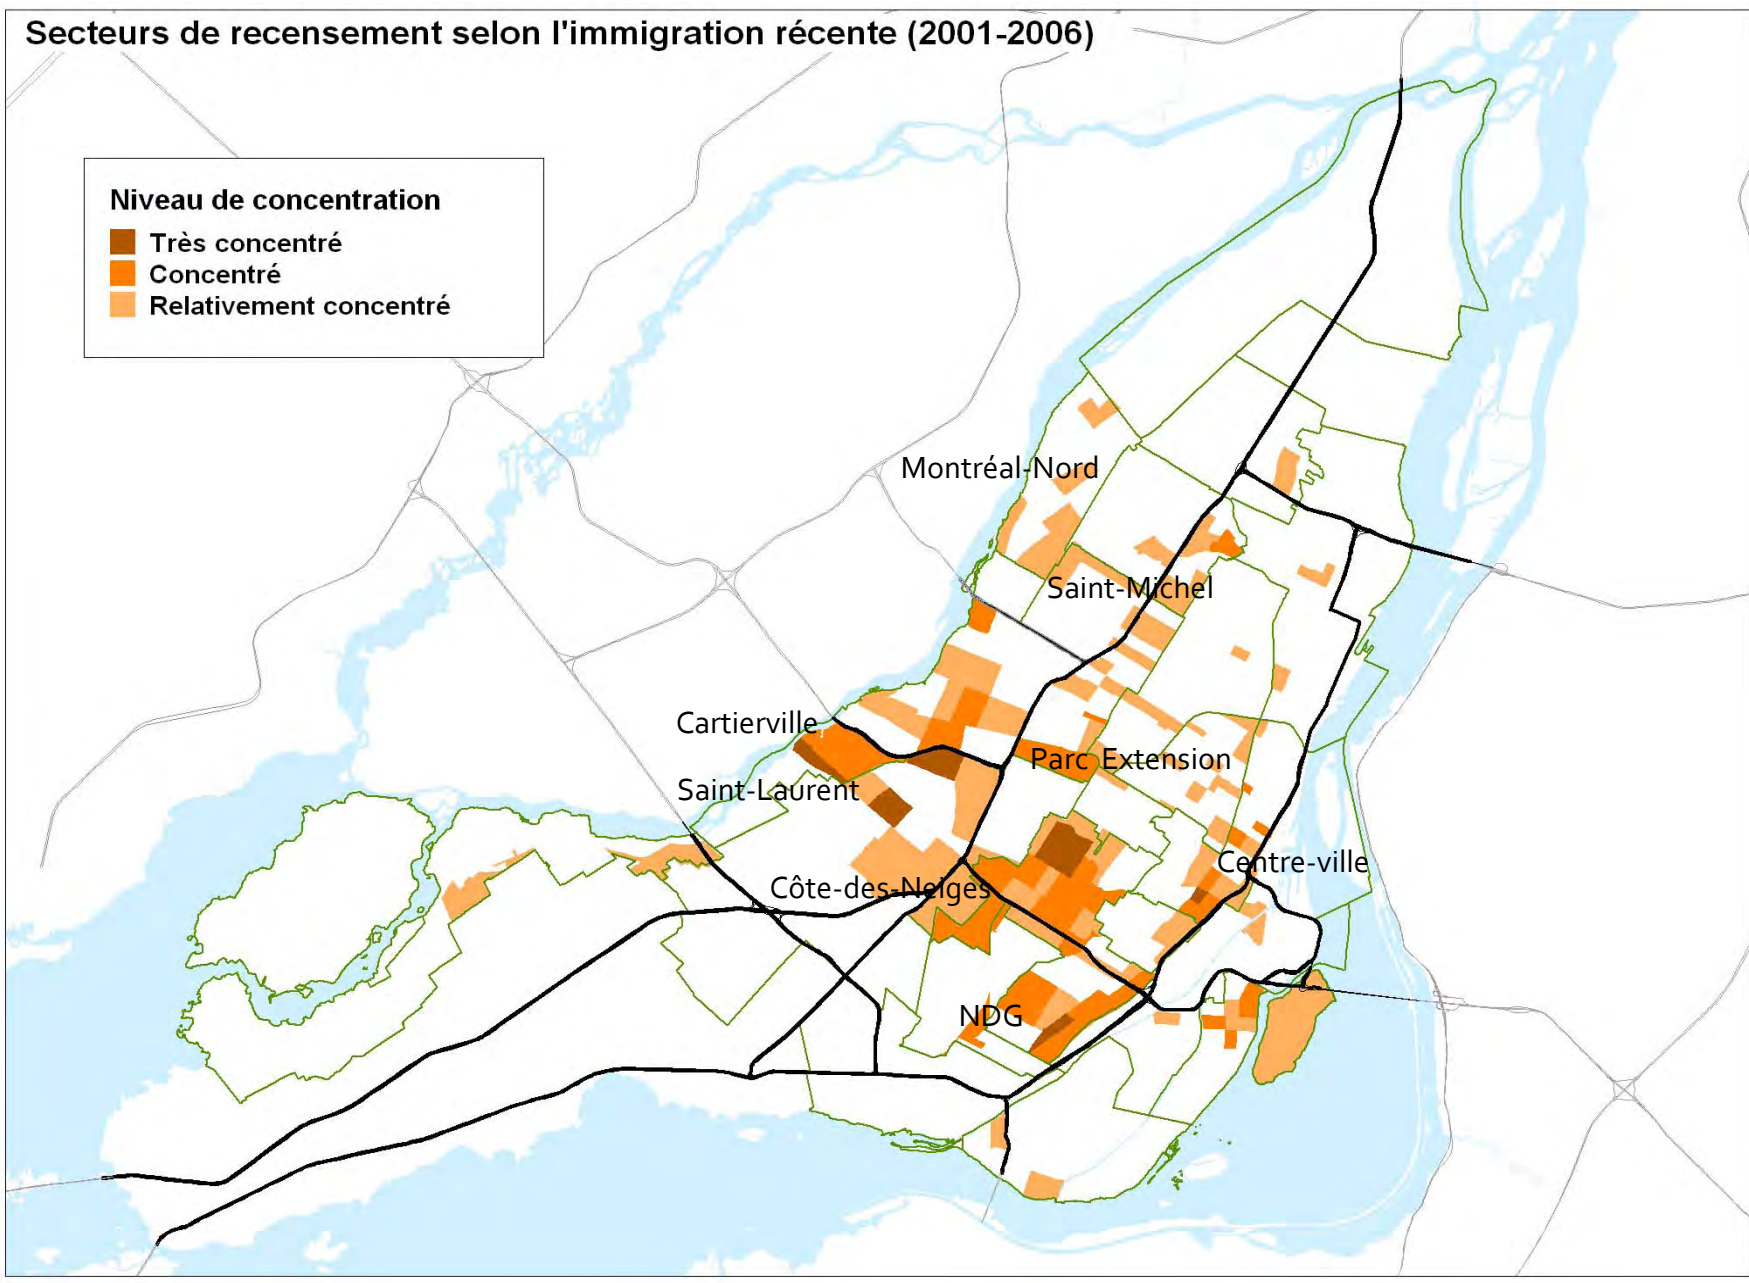 Secteurs de recensement selon l'immigration récente (2001-2006)
Niveau de concentration
Très concentré
Concentré
Relativement concentré
Montréal-Nord
Saint-Michel
Cartierville
Parc Extension
Saint-Laurent
Centre-ville
Côte-des-Neiges
NDG